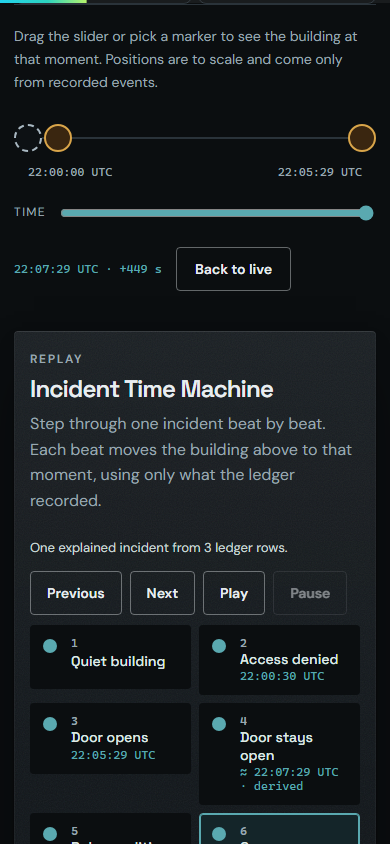 Drag the slider or pick a marker to see the building at
that moment. Positions are to scale and come only
from recorded events.
22:00:00 UTC 22:05:29 UTC
TIME
22:07:29 UTC · +449 s Back to live
REPLAY
Incident Time Machine
Step through one incident beat by beat.
Each beat moves the building above to that
moment, using only what the ledger
recorded.
One explained incident from 3 ledger rows.
Previous Next Play Pause
1
Quiet building
2
Access denied
22:00:30 UTC
3
Door opens
22:05:29 UTC
4
Door stays
open
≈ 22:07:29 UTC
· derived
5
6